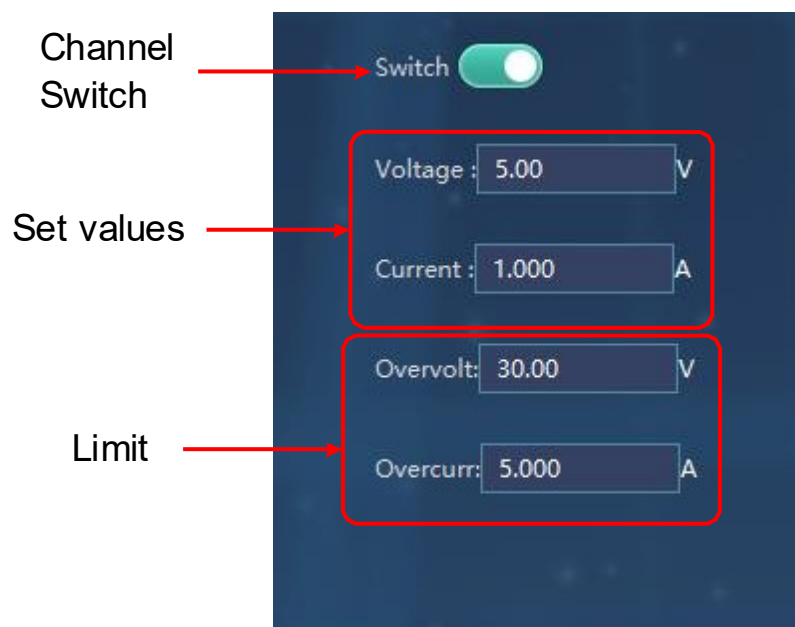 Channel
Switch
Switch
Voltage : 5.00 V
Set values
Current : 1.000 A
Overvolt: 30.00 V
Limit
Overcurr: 5.000 A